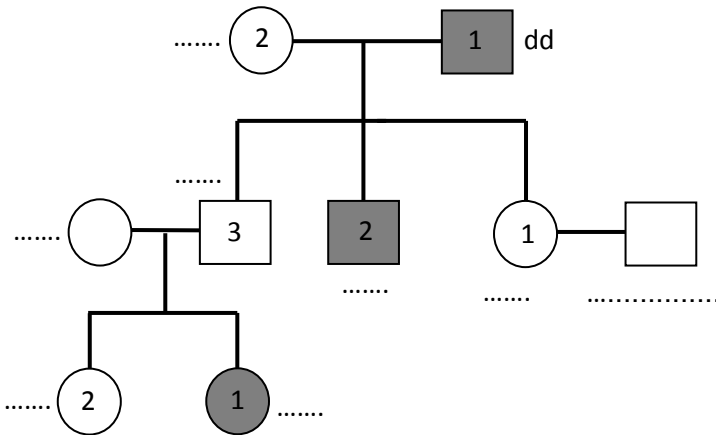 ……. 2 1 dd
…….
……. 3 2 1
……. ……. ………………
……. 2 1 …….